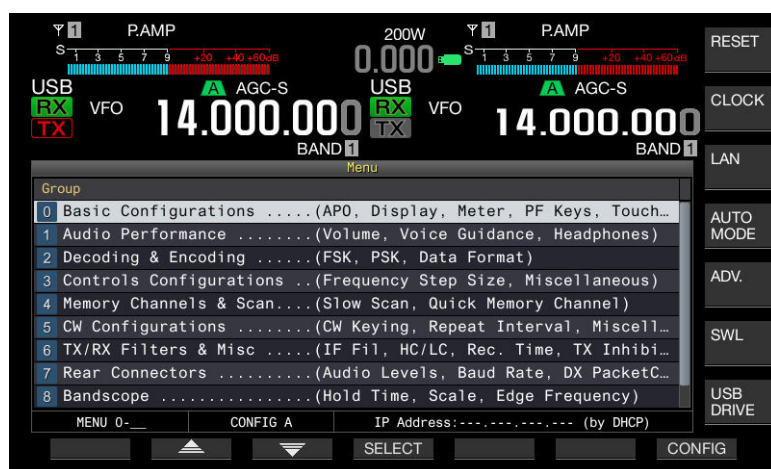 1 P.AMP 200W 1 P.AMP RESET
S 1 3 5 7 9 +20 +40 +60dB 0.000 S 1 3 5 7 9 +20 +40 +60dB
USB A AGC-S USB A AGC-S
RX VFO 14.000.000 RX VFO 14.000.000 CLOCK
TX TX
BAND 1 BAND 1
Menu LAN
Group
0 Basic Configurations .....(APO, Display, Meter, PF Keys, Touch…
1 Audio Performance ........(Volume, Voice Guidance, Headphones) AUTO MODE
2 Decoding & Encoding ......(FSK, PSK, Data Format)
3 Controls Configurations ..(Frequency Step Size, Miscellaneous) ADV.
4 Memory Channels & Scan....(Slow Scan, Quick Memory Channel)
5 CW Configurations ........(CW Keying, Repeat Interval, Miscell…
6 TX/RX Filters & Misc .....(IF Fil, HC/LC, Rec. Time, TX Inhibi… SWL
7 Rear Connectors ..........(Audio Levels, Baud Rate, DX PacketC…
8 Bandscope ................(Hold Time, Scale, Edge Frequency) USB DRIVE
MENU 0-__ CONFIG A IP Address:---.---.---.--- (by DHCP)
SELECT CONFIG